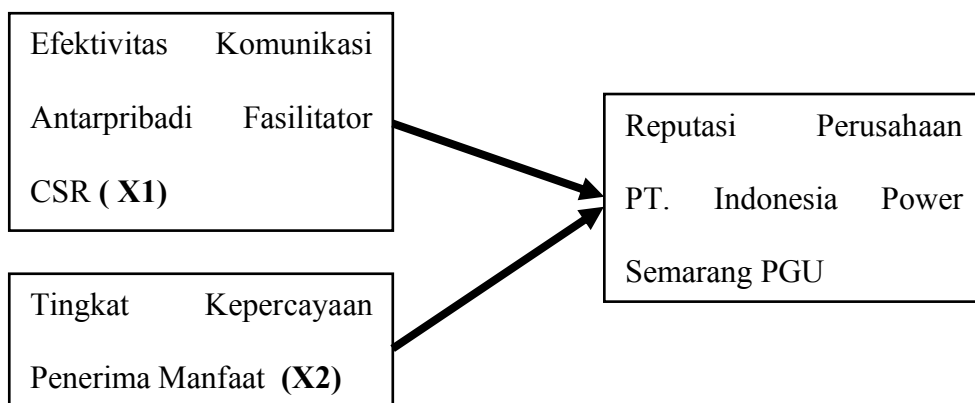 Efektivitas Komunikasi
Antarpribadi Fasilitator
CSR ( X1)
Reputasi Perusahaan
PT. Indonesia Power
Semarang PGU
Tingkat Kepercayaan
Penerima Manfaat (X2)